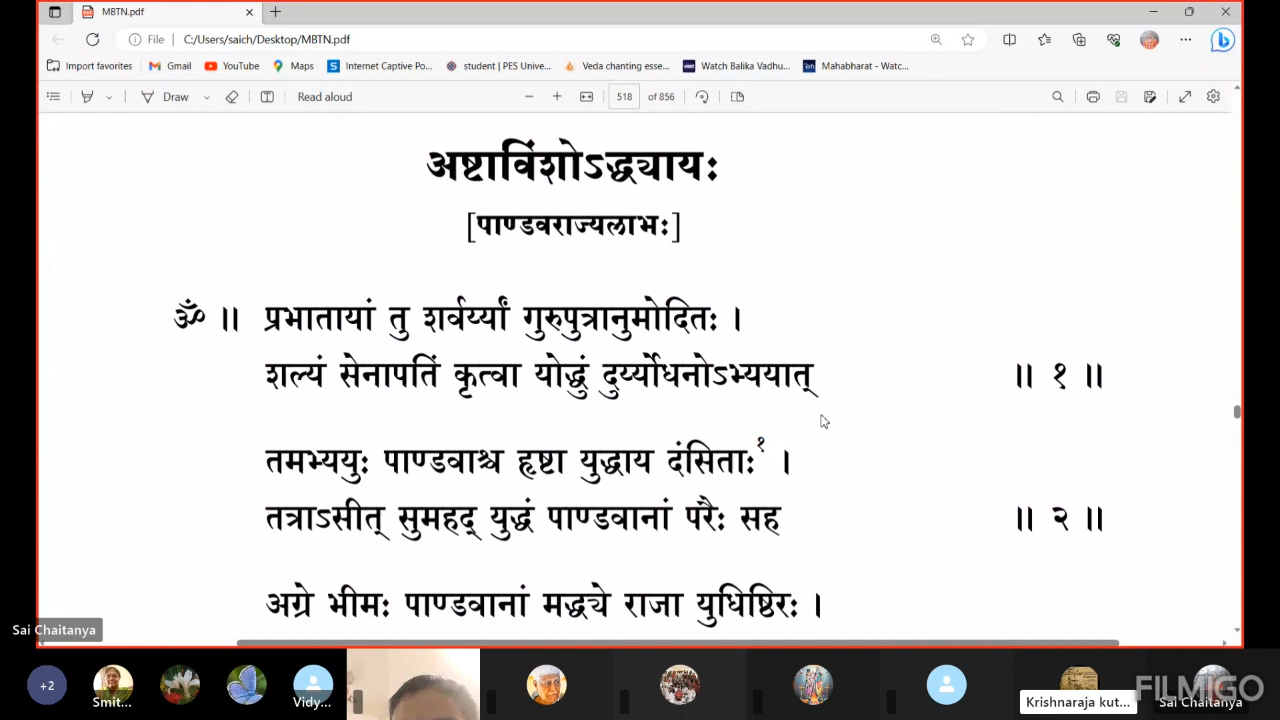 MBTN.pdf
File
C:/Users/saich/Desktop/MBTN.pdf
Import favorites
Gmail
YouTube
Maps
Internet Captive Po...
student | PES Unive...
Veda chanting esse...
Watch Balika Vadhu...
Mahabharat - Watc...
Draw
Read aloud
518
of 856
अष्टाविंशोऽद्ध्यायः
[पाण्डवराज्यलाभः]
ॐ ॥ प्रभातायां तु शर्वर्य्यां गुरुपुत्रानुमोदितः ।
शल्यं सेनापतिं कृत्वा योद्धुं दुर्य्योधनोऽभ्ययात् ॥ १ ॥
तमभ्ययुः पाण्डवाश्च हृष्टा युद्धाय दंसिताः१ ।
तत्राऽसीत् सुमहद् युद्धं पाण्डवानां परैः सह ॥ २ ॥
अग्रे भीमः पाण्डवानां मद्ध्ये राजा युधिष्ठिरः ।
Sai Chaitanya
+2
Smit...
Vidy...
Krishnaraja kut...
Sai Chaitanya
FILMIGO